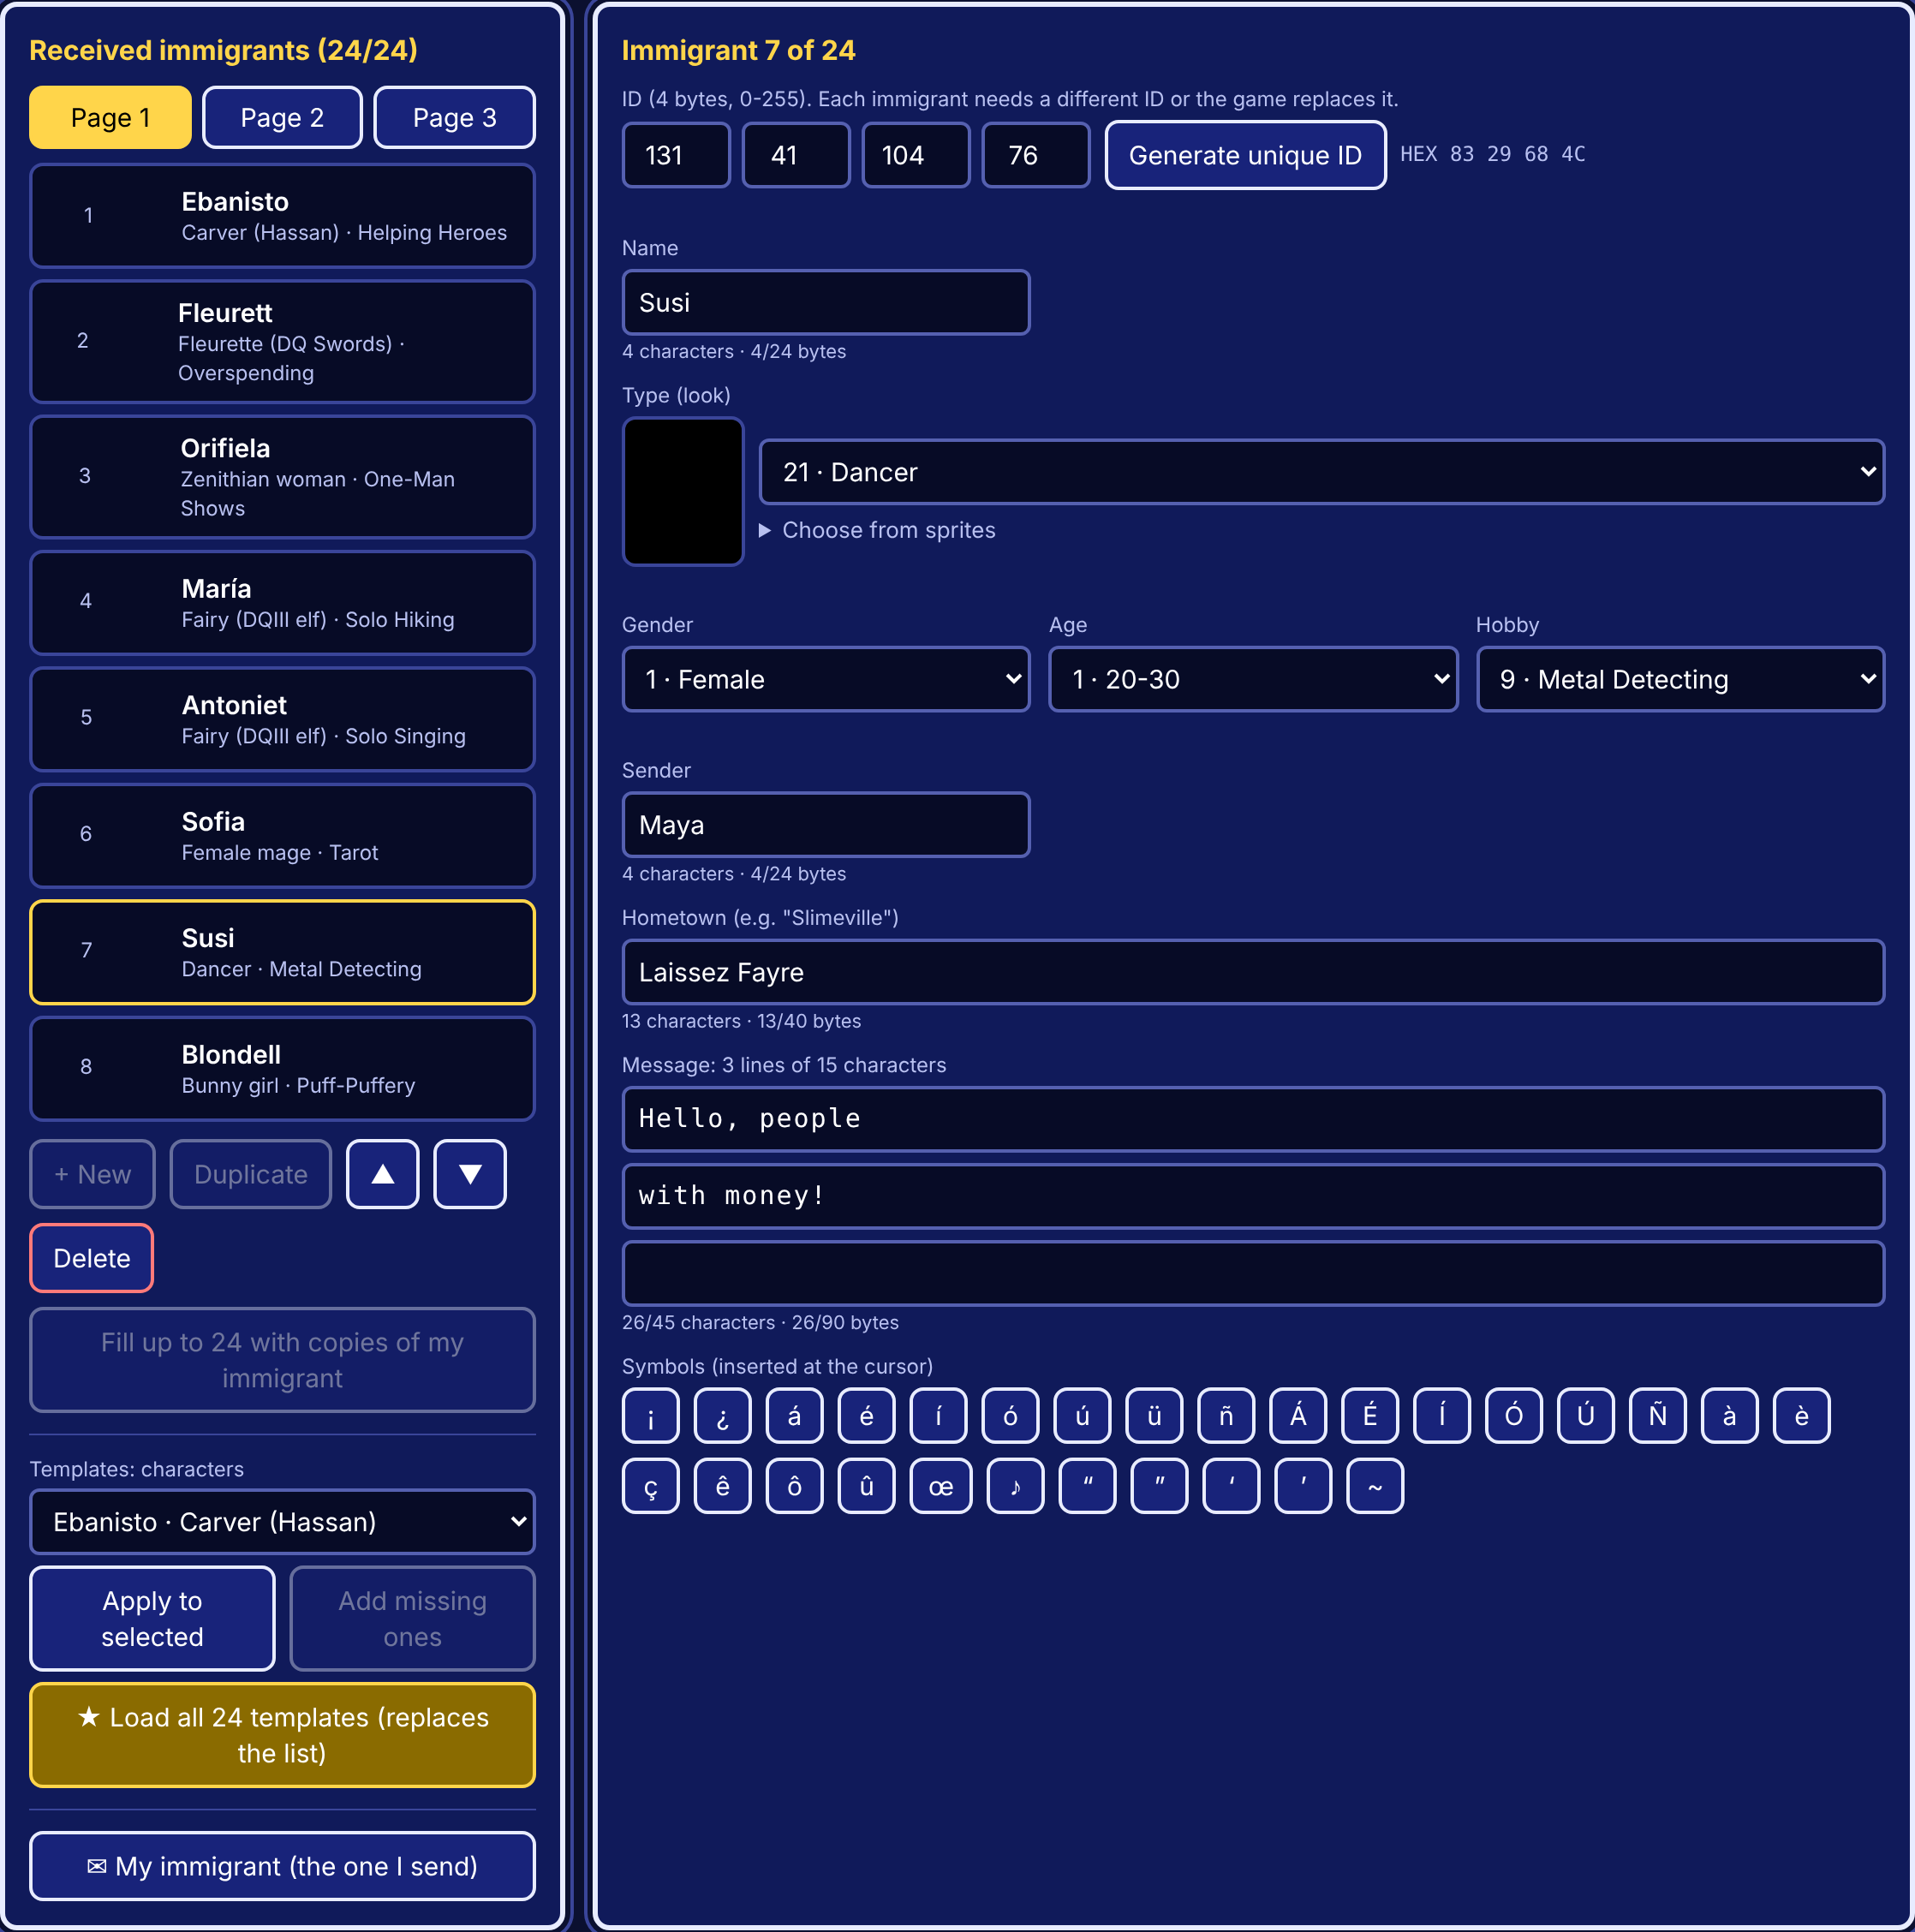 Received immigrants (24/24)
Page 1
Page 2
Page 3
1
Ebanisto
Carver (Hassan) · Helping Heroes
2
Fleurett
Fleurette (DQ Swords) ·
Overspending
3
Orifiela
Zenithian woman · One-Man
Shows
4
María
Fairy (DQIII elf) · Solo Hiking
5
Antoniet
Fairy (DQIII elf) · Solo Singing
6
Sofia
Female mage · Tarot
7
Susi
Dancer · Metal Detecting
8
Blondell
Bunny girl · Puff-Puffery
+ New
Duplicate
▲
▼
Delete
Fill up to 24 with copies of my
immigrant
Templates: characters
Ebanisto · Carver (Hassan)
Apply to
selected
Add missing
ones
★ Load all 24 templates (replaces
the list)
✉ My immigrant (the one I send)
Immigrant 7 of 24
ID (4 bytes, 0-255). Each immigrant needs a different ID or the game replaces it.
131 41 104 76 Generate unique ID HEX 83 29 68 4C
Name
Susi
4 characters · 4/24 bytes
Type (look)
21 · Dancer
▶ Choose from sprites
Gender
1 · Female
Age
1 · 20-30
Hobby
9 · Metal Detecting
Sender
Maya
4 characters · 4/24 bytes
Hometown (e.g. "Slimeville")
Laissez Fayre
13 characters · 13/40 bytes
Message: 3 lines of 15 characters
Hello, people
with money!
26/45 characters · 26/90 bytes
Symbols (inserted at the cursor)
¡ ¿ á é í ó ú ü ñ Á É Í Ó Ú Ñ à è
ç ê ô û œ ♪ “ ” ‘ ’ ~